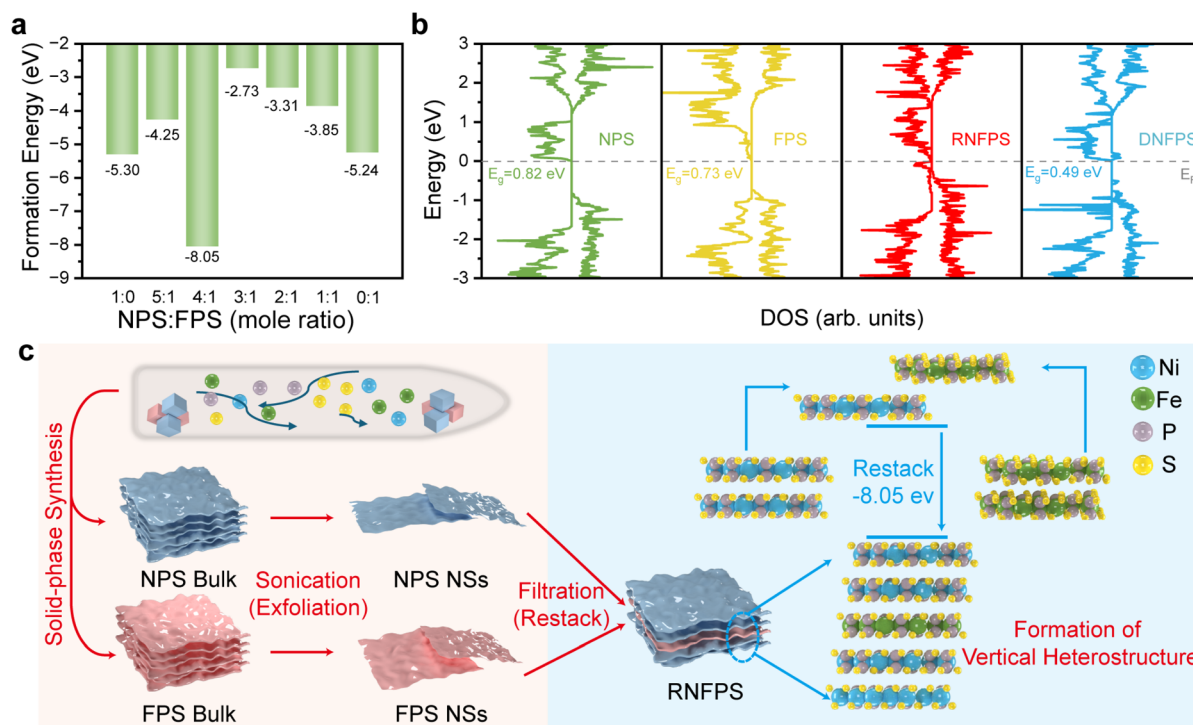 a
Formation Energy (eV)
-2
-3
-4
-5
-6
-7
-8
-9
-5.30
-4.25
-8.05
-2.73
-3.31
-3.85
-5.24
1:0 5:1 4:1 3:1 2:1 1:1 0:1
NPS:FPS (mole ratio)
b
Energy (eV)
3
2
1
0
-1
-2
-3
NPS
Eg=0.82 eV
FPS
Eg=0.73 eV
RNFPS
DNFPS
Eg=0.49 eV
DOS (arb. units)
c
Solid-phase Synthesis
NPS Bulk
FPS Bulk
Sonication
(Exfoliation)
NPS NSs
FPS NSs
Filtration
(Restack)
RNFPS
Restack
-8.05 ev
Ni
Fe
P
S
Formation of
Vertical Heterostructure